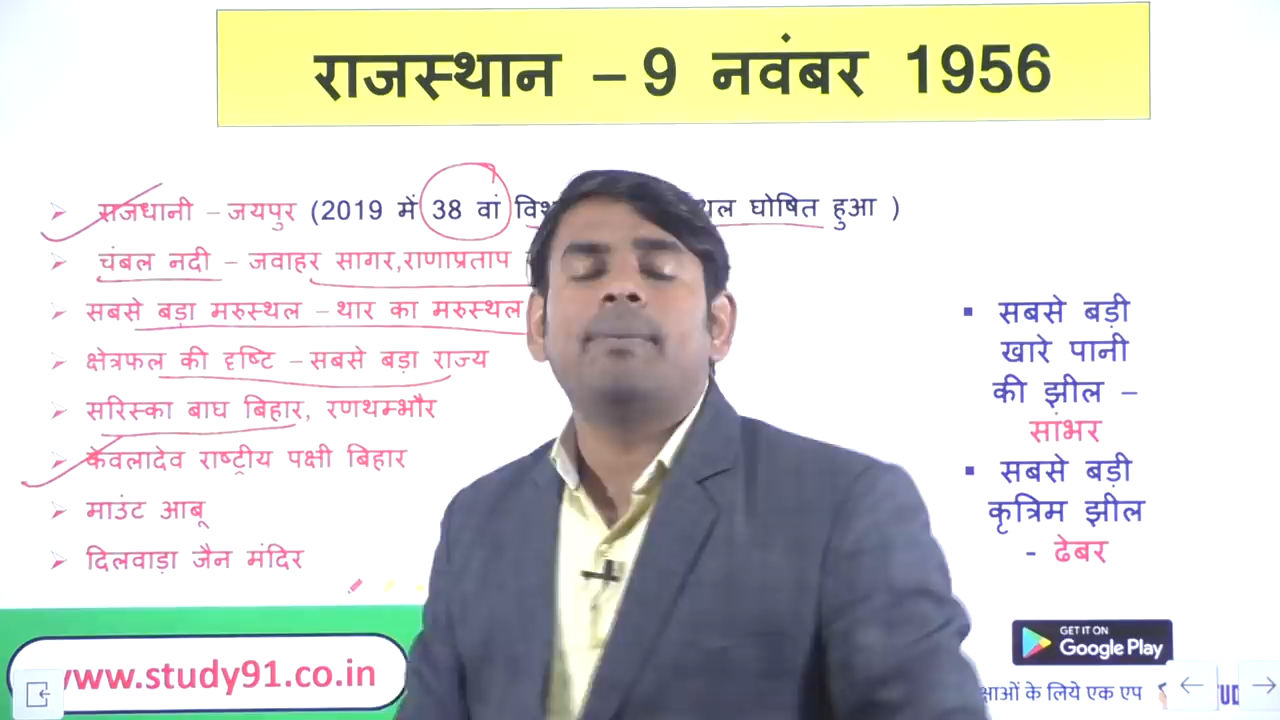 राजस्थान – 9 नवंबर 1956
राजधानी – जयपुर (2019 में 38 वां घोषित हुआ )
चंबल नदी – जवाहर सागर,राणाप्रताप
सबसे बड़ा मरुस्थल – थार का मरुस्थल
क्षेत्रफल की दृष्टि – सबसे बड़ा राज्य
सरिस्का बाघ बिहार, रणथम्भौर
केवलादेव राष्ट्रीय पक्षी बिहार
माउंट आबू
दिलवाड़ा जैन मंदिर
सबसे बड़ी
खारे पानी
की झील –
सांभर
सबसे बड़ी
कृत्रिम झील
- ढेबर
www.study91.co.in
GET IT ON
Google Play
के लिये एक एप